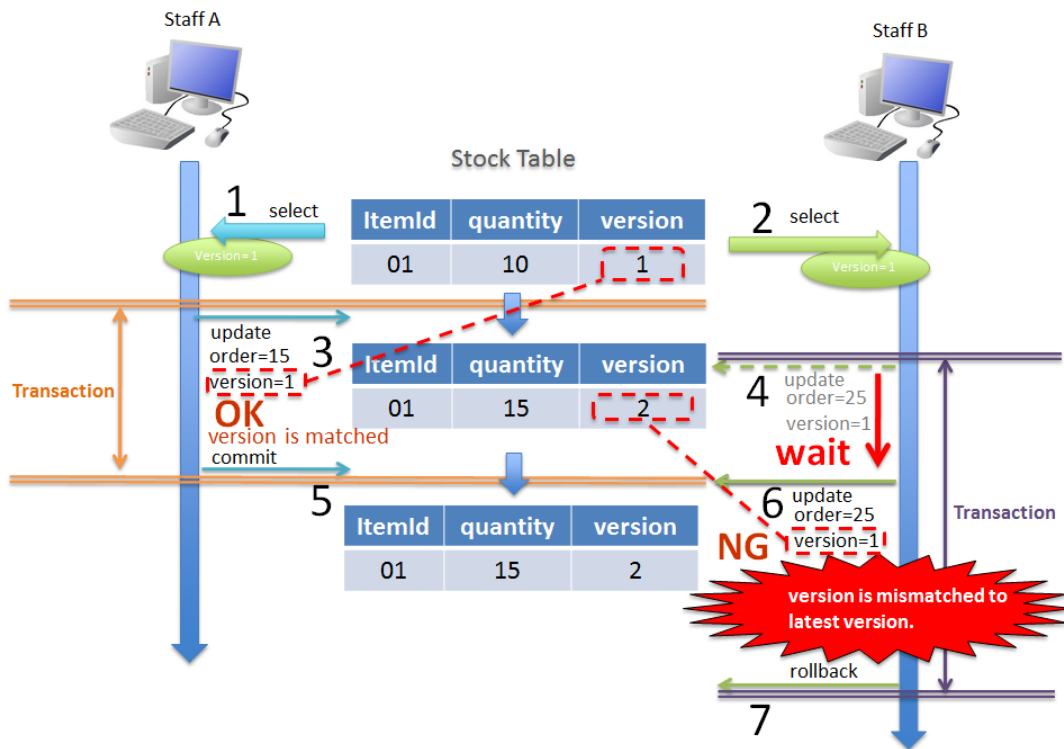 Staff A
Staff B
Stock Table
1
select
Version=1
ItemId quantity version
01 10 1
2
select
Version=1
Transaction
update
order=15
version=1
3
OK
version is matched
commit
ItemId quantity version
01 15 2
4
update
order=25
version=1
wait
5
ItemId quantity version
01 15 2
6
update
order=25
version=1
NG
Transaction
version is mismatched to
latest version.
rollback
7